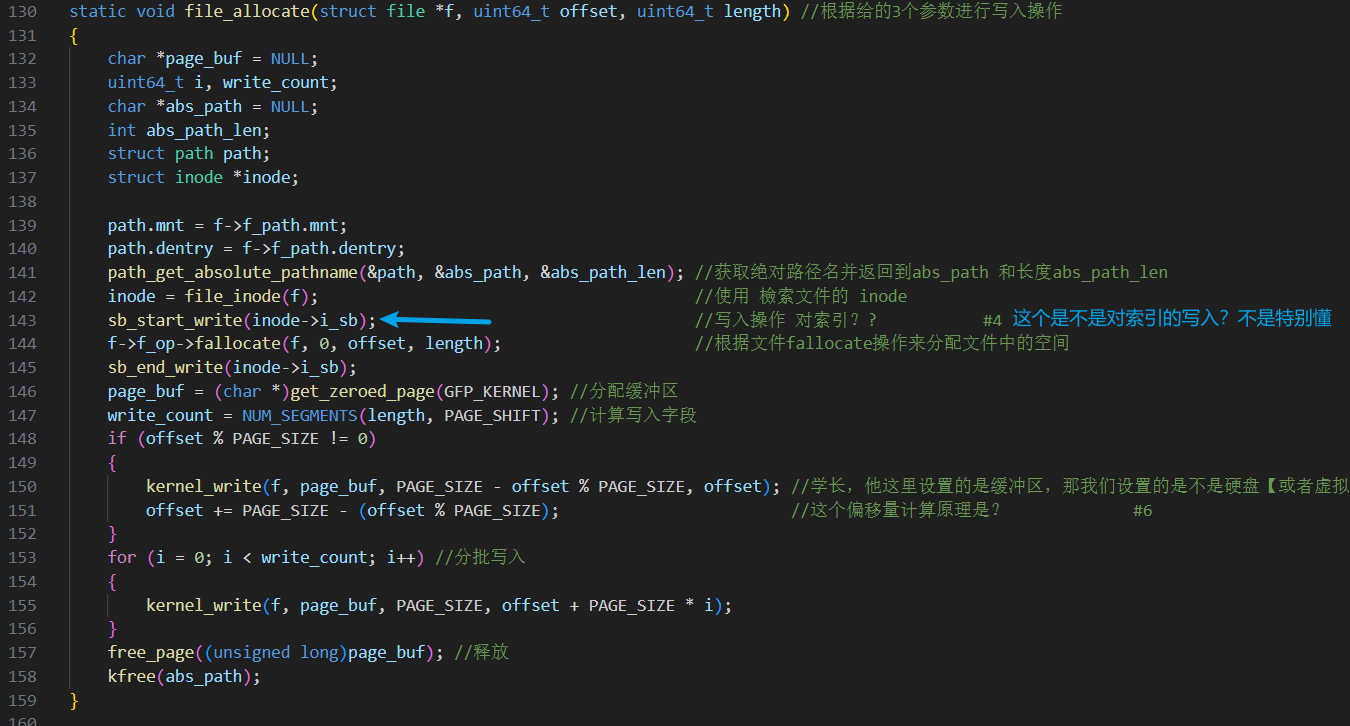 130 static void file_allocate(struct file *f, uint64_t offset, uint64_t length) //根据给的3个参数进行写入操作
131 {
132     char *page_buf = NULL;
133     uint64_t i, write_count;
134     char *abs_path = NULL;
135     int abs_path_len;
136     struct path path;
137     struct inode *inode;
138
139     path.mnt = f->f_path.mnt;
140     path.dentry = f->f_path.dentry;
141     path_get_absolute_pathname(&path, &abs_path, &abs_path_len); //获取绝对路径名并返回到abs_path 和长度abs_path_len
142     inode = file_inode(f);                                       //使用 檢索文件的 inode
143     sb_start_write(inode->i_sb);                                 //写入操作 对索引？?            #4 这个是不是对索引的写入？不是特别懂
144     f->f_op->fallocate(f, 0, offset, length);                    //根据文件fallocate操作来分配文件中的空间
145     sb_end_write(inode->i_sb);
146     page_buf = (char *)get_zeroed_page(GFP_KERNEL); //分配缓冲区
147     write_count = NUM_SEGMENTS(length, PAGE_SHIFT); //计算写入字段
148     if (offset % PAGE_SIZE != 0)
149     {
150         kernel_write(f, page_buf, PAGE_SIZE - offset % PAGE_SIZE, offset); //学长，他这里设置的是缓冲区，那我们设置的是不是硬盘【或者虚拟
151         offset += PAGE_SIZE - (offset % PAGE_SIZE);                        //这个偏移量计算原理是？            #6
152     }
153     for (i = 0; i < write_count; i++) //分批写入
154     {
155         kernel_write(f, page_buf, PAGE_SIZE, offset + PAGE_SIZE * i);
156     }
157     free_page((unsigned long)page_buf); //释放
158     kfree(abs_path);
159 }
160